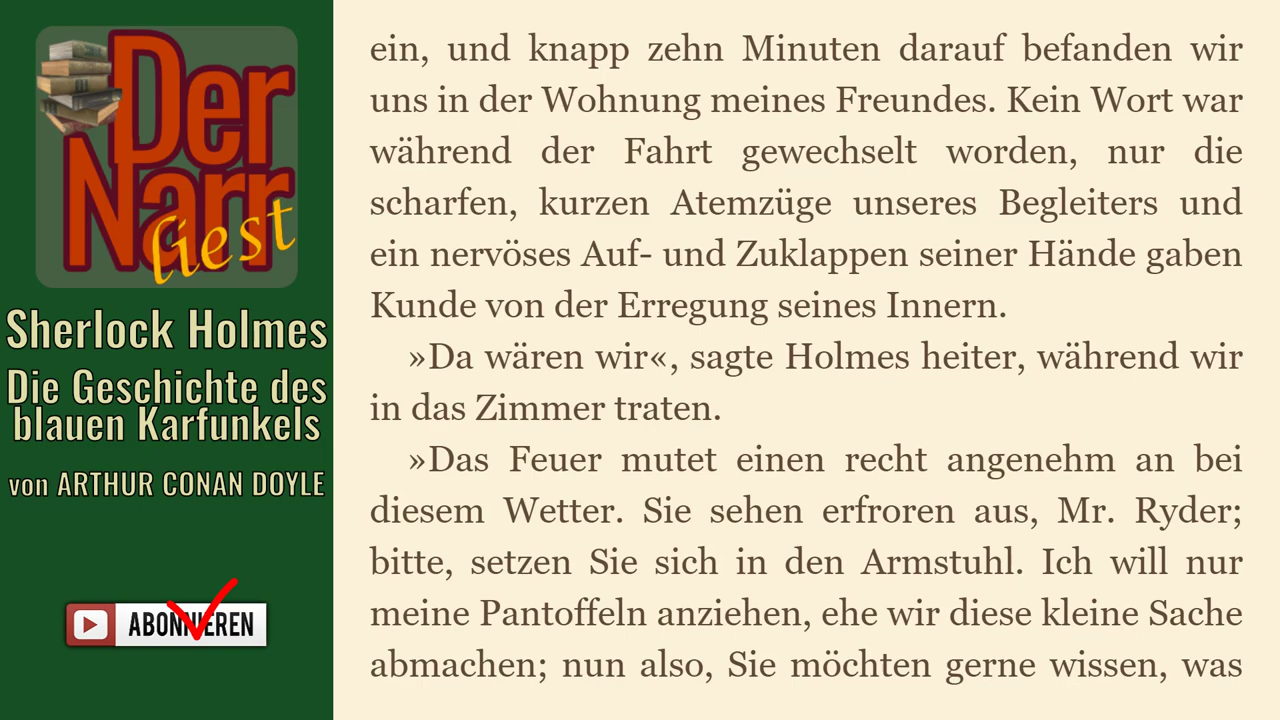 Der
Narr
liest
Sherlock Holmes
Die Geschichte des
blauen Karfunkels
von ARTHUR CONAN DOYLE
ABONNIEREN
ein, und knapp zehn Minuten darauf befanden wir
uns in der Wohnung meines Freundes. Kein Wort war
während der Fahrt gewechselt worden, nur die
scharfen, kurzen Atemzüge unseres Begleiters und
ein nervöses Auf- und Zuklappen seiner Hände gaben
Kunde von der Erregung seines Innern.
»Da wären wir«, sagte Holmes heiter, während wir
in das Zimmer traten.
»Das Feuer mutet einen recht angenehm an bei
diesem Wetter. Sie sehen erfroren aus, Mr. Ryder;
bitte, setzen Sie sich in den Armstuhl. Ich will nur
meine Pantoffeln anziehen, ehe wir diese kleine Sache
abmachen; nun also, Sie möchten gerne wissen, was